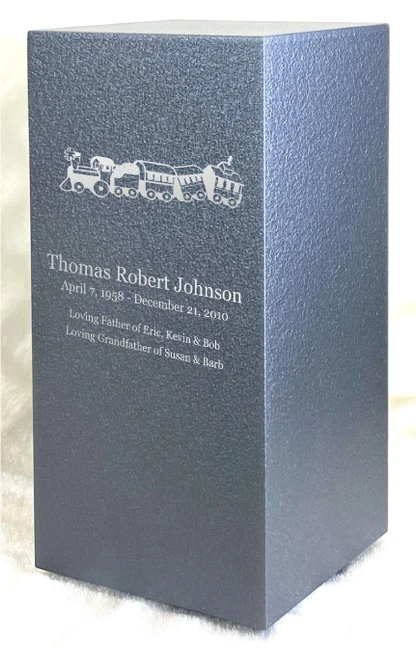 Thomas Robert Johnson
April 7, 1958 - December 21, 2010
Loving Father of Eric, Kevin & Bob
Loving Grandfather of Susan & Barb